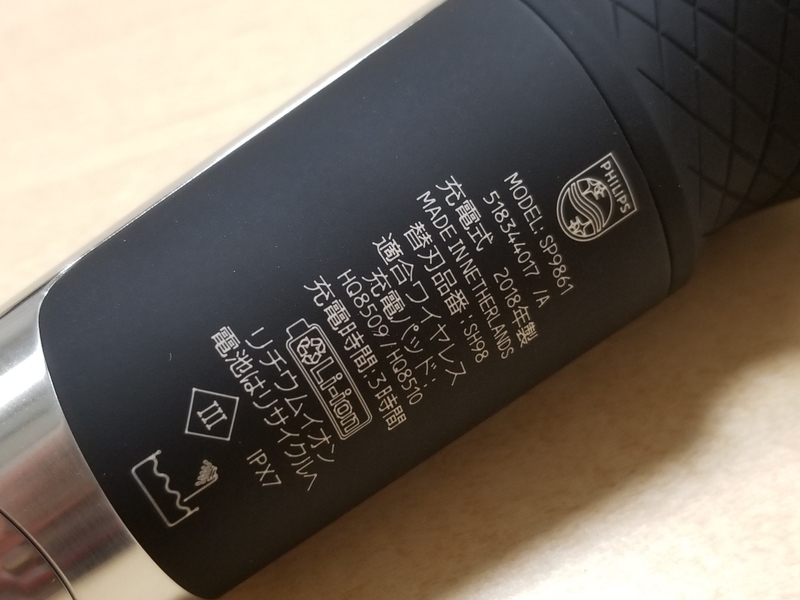 PHILIPS
MODEL: SP9861
518344017 /A
充電式 2018年製
MADE IN NETHERLANDS
替刃品番:SH98
適合ワイヤレス
充電パッド:
HQ8509/HQ8510
充電時間:3時間
Li-ion
リチウムイオン
電池はリサイクルへ
III
IPX7